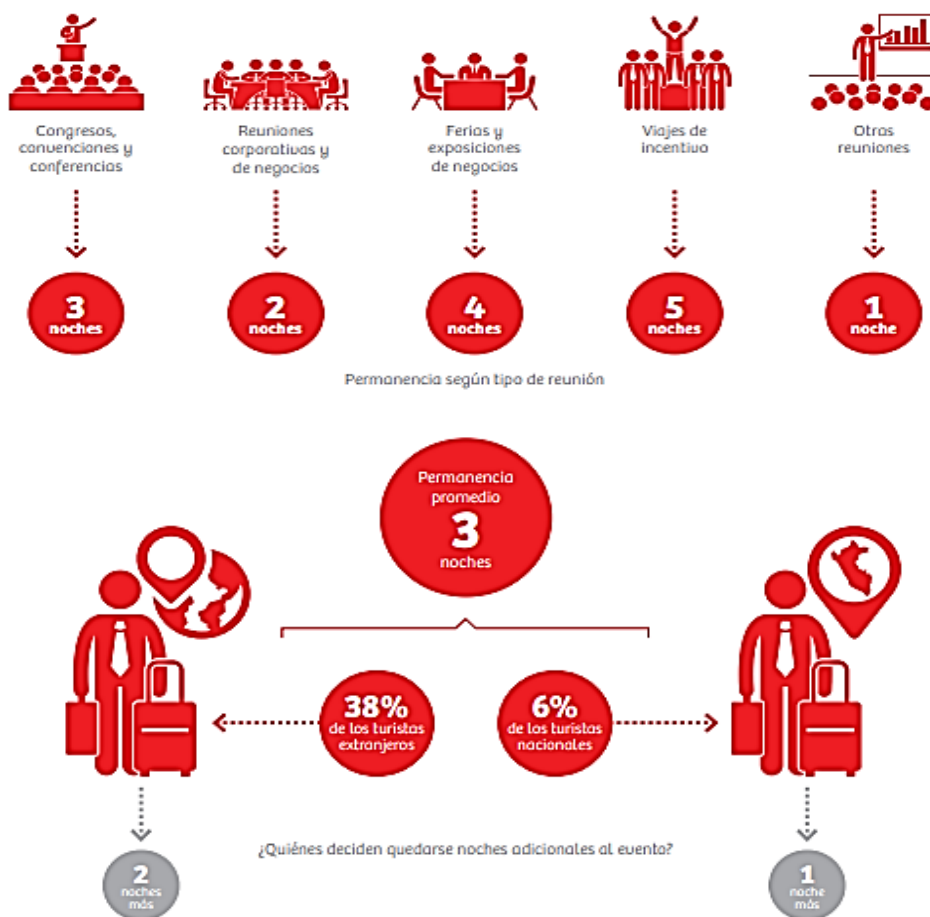 Congresos,
convenciones y
conferencias
Reuniones
corporativas y
de negocios
Ferias y
exposiciones
de negocios
Viajes de
incentivo
Otras
reuniones
3
noches
2
noches
4
noches
5
noches
1
noche
Permanencia según tipo de reunión
Permanencia
promedio
3
noches
38%
de los turistas
extranjeros
6%
de los turistas
nacionales
¿Quiénes deciden quedarse noches adicionales al evento?
2
noches
más
1
noche
más